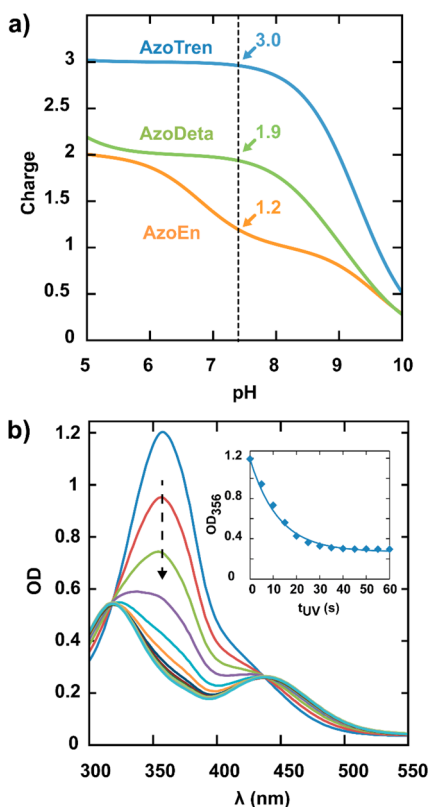 a)
AzoTren
3.0
AzoDeta
1.9
AzoEn
1.2
Charge
3
2.5
2
1.5
1
0.5
0
5 6 7 8 9 10
pH
b)
OD
1.2
1
0.8
0.6
0.4
0.2
0
300 350 400 450 500 550
λ (nm)
OD356
1.2
0.8
0.4
0
0 10 20 30 40 50 60
tUV (s)